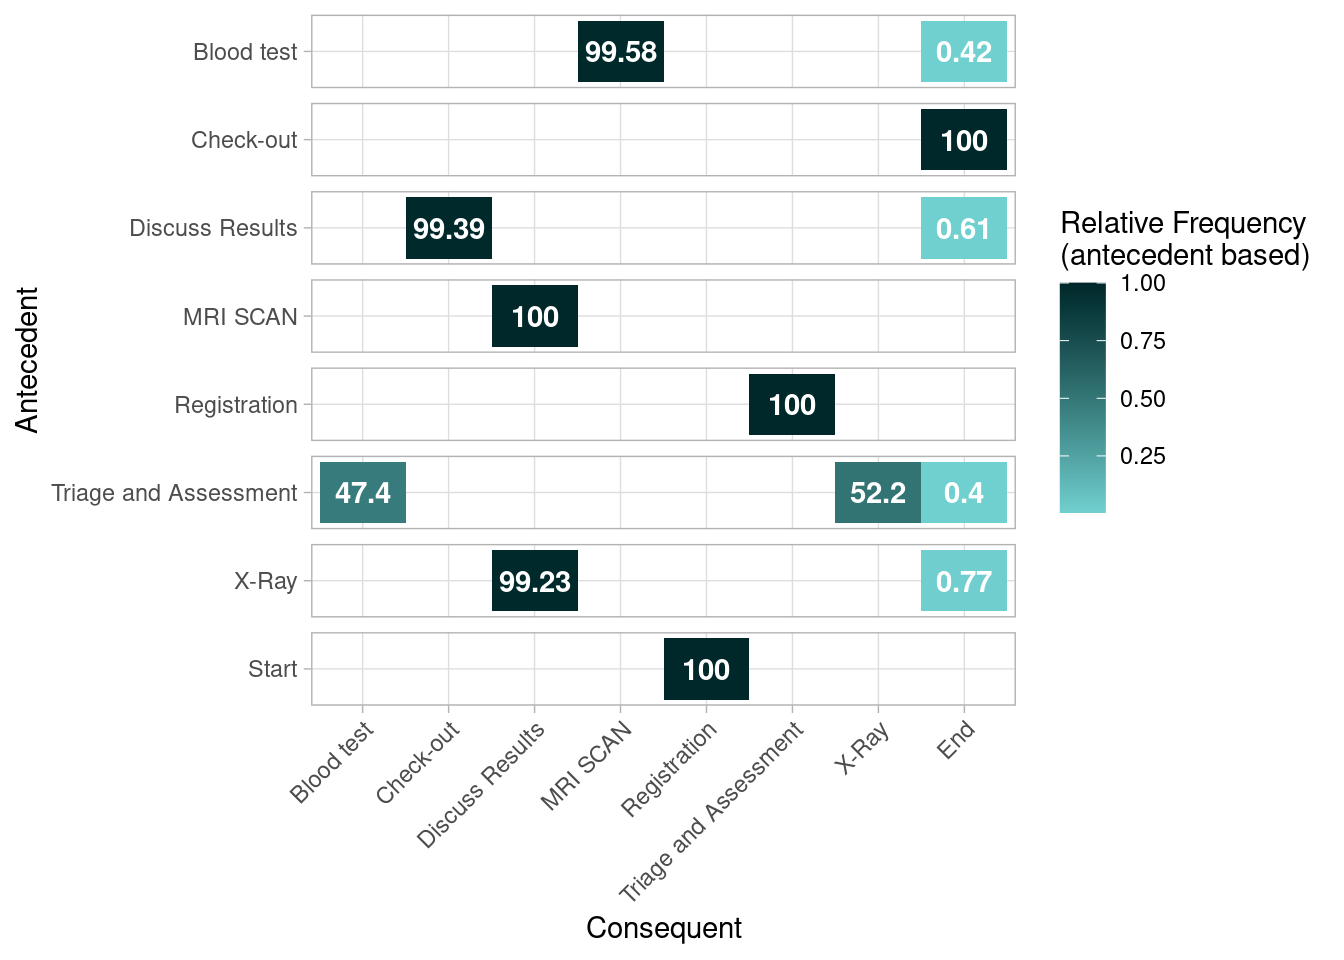 Blood test 99.58 0.42
Check-out 100
Discuss Results 99.39 0.61
MRI SCAN 100
Registration 100
Triage and Assessment 47.4 52.2 0.4
X-Ray 99.23 0.77
Start 100
Antecedent
Blood test
Check-out
Discuss Results
MRI SCAN
Registration
Triage and Assessment
X-Ray
End
Consequent
Relative Frequency
(antecedent based)
1.00
0.75
0.50
0.25